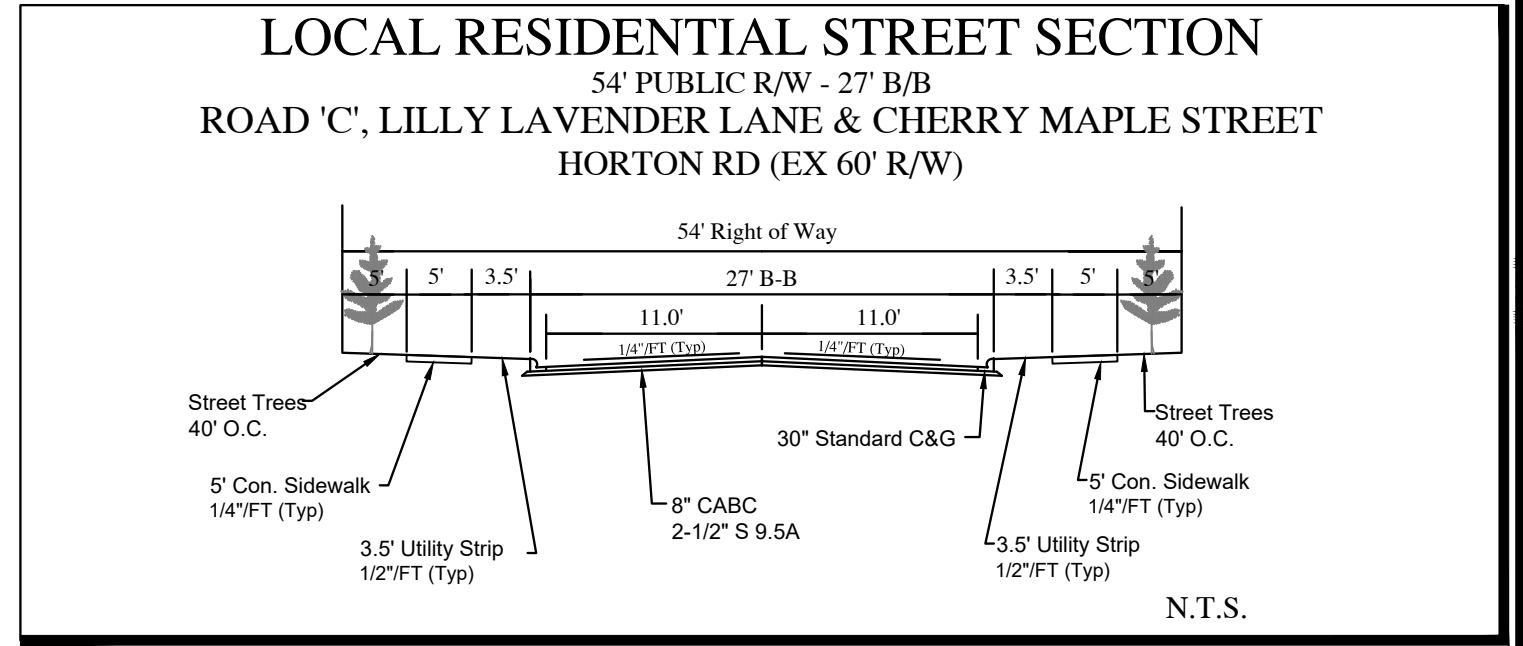 LOCAL RESIDENTIAL STREET SECTION
54' PUBLIC R/W - 27' B/B
ROAD 'C', LILLY LAVENDER LANE & CHERRY MAPLE STREET
HORTON RD (EX 60' R/W)
54' Right of Way
5' 5' 3.5' 27' B-B 3.5' 5' 5'
11.0' 11.0'
1/4"/FT (Typ) 1/4"/FT (Typ)
Street Trees
40' O.C.
5' Con. Sidewalk
1/4"/FT (Typ)
3.5' Utility Strip
1/2"/FT (Typ)
8" CABC
2-1/2" S 9.5A
30" Standard C&G
Street Trees
40' O.C.
5' Con. Sidewalk
1/4"/FT (Typ)
3.5' Utility Strip
1/2"/FT (Typ)
N.T.S.